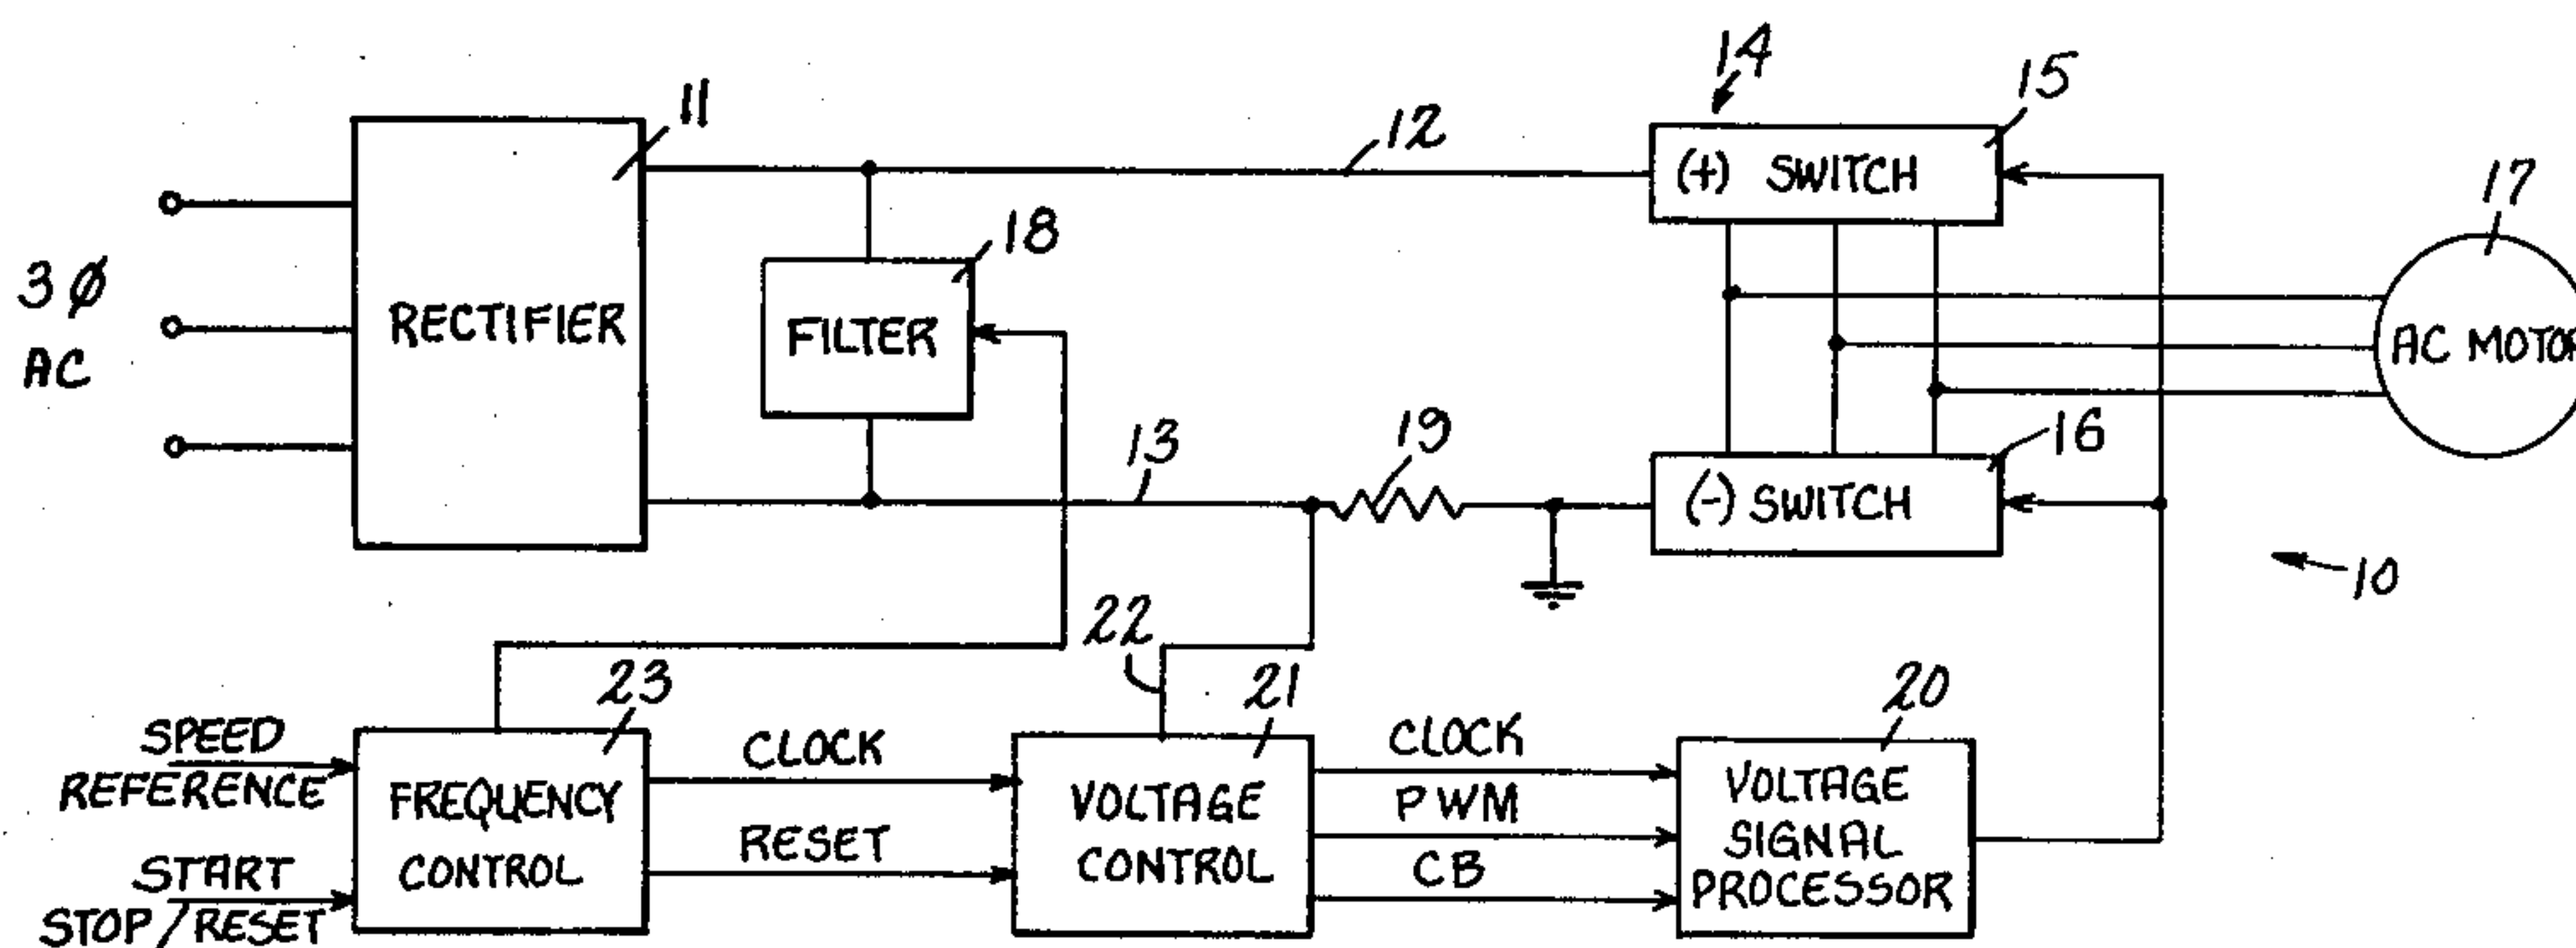 14
15
11
12
(+) SWITCH
17
18
3Ø
AC
RECTIFIER
FILTER
AC MOTOR
13
19
16
(-) SWITCH
10
22
23
21
20
SPEED
REFERENCE
CLOCK
CLOCK
FREQUENCY
CONTROL
VOLTAGE
CONTROL
PWM
VOLTAGE
SIGNAL
PROCESSOR
RESET
CB
START
STOP/RESET